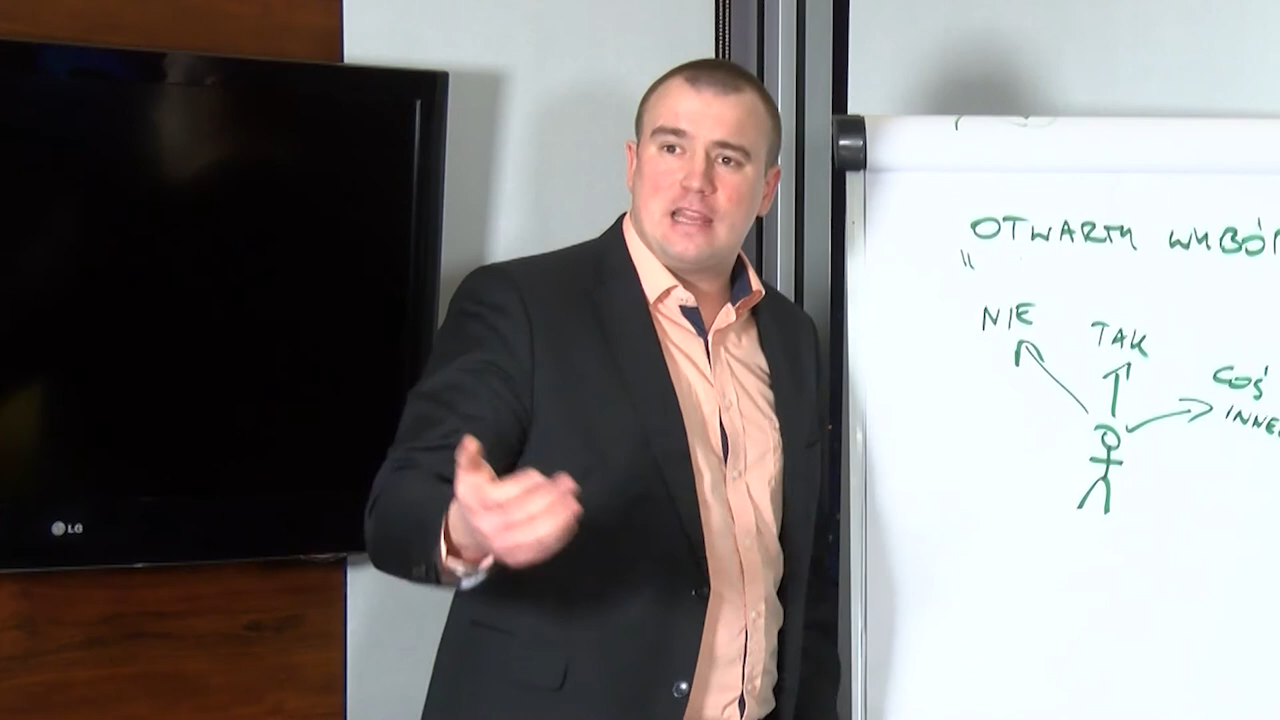 OTWARTY WYBÓR
"
NIE
TAK
COŚ
INNE
LG